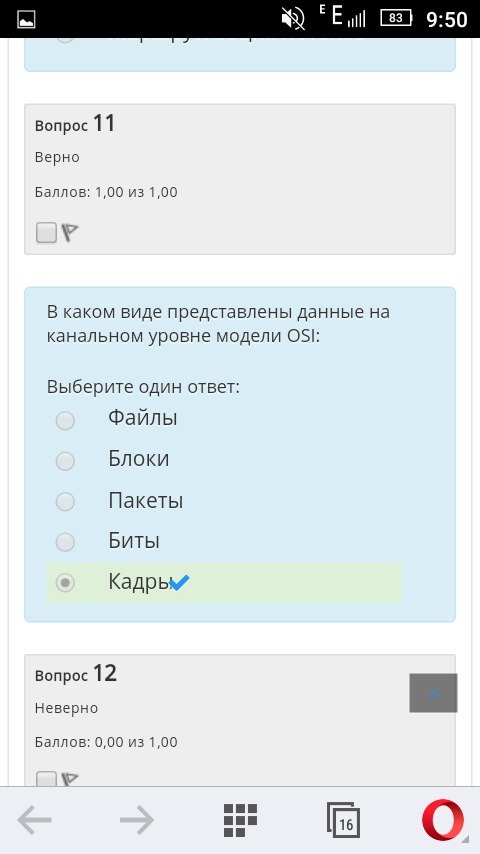 E E 83 9:50
Вопрос 11
Верно
Баллов: 1,00 из 1,00
В каком виде представлены данные на
канальном уровне модели OSI:
Выберите один ответ:
Файлы
Блоки
Пакеты
Биты
Кадры
Вопрос 12
Неверно
Баллов: 0,00 из 1,00
16